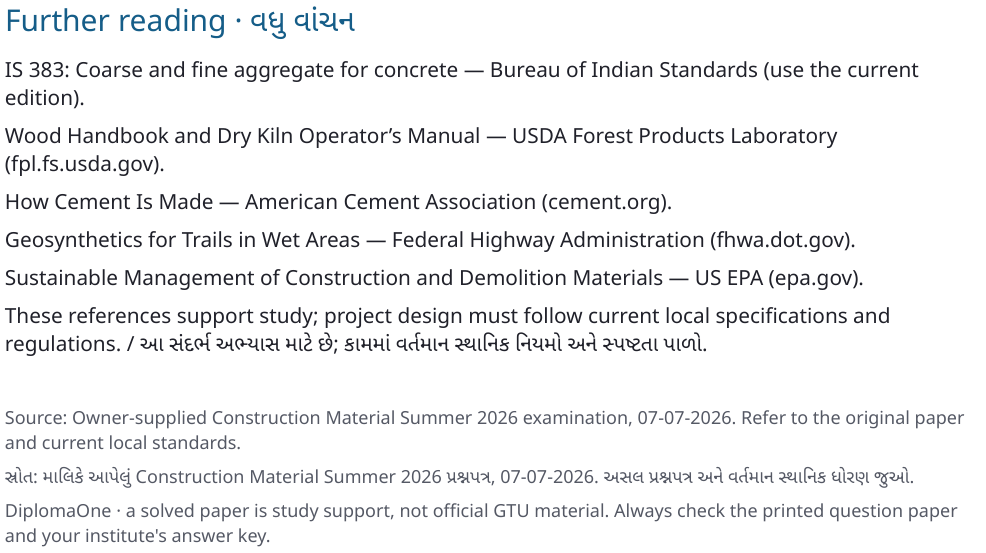 Further reading · વધુ વાંચન
IS 383: Coarse and fine aggregate for concrete — Bureau of Indian Standards (use the current
edition).
Wood Handbook and Dry Kiln Operator’s Manual — USDA Forest Products Laboratory
(fpl.fs.usda.gov).
How Cement Is Made — American Cement Association (cement.org).
Geosynthetics for Trails in Wet Areas — Federal Highway Administration (fhwa.dot.gov).
Sustainable Management of Construction and Demolition Materials — US EPA (epa.gov).
These references support study; project design must follow current local specifications and
regulations. / આ સંદર્ભ અભ્યાસ માટે છે; કામમાં વર્તમાન સ્થાનિક નિયમો અને સ્પષ્ટતા પાળો.
Source: Owner-supplied Construction Material Summer 2026 examination, 07-07-2026. Refer to the original paper
and current local standards.
સ્રોત: માલિકે આપેલું Construction Material Summer 2026 પ્રશ્નપત્ર, 07-07-2026. અસલ પ્રશ્નપત્ર અને વર્તમાન સ્થાનિક ધોરણ જુઓ.
DiplomaOne · a solved paper is study support, not official GTU material. Always check the printed question paper
and your institute's answer key.